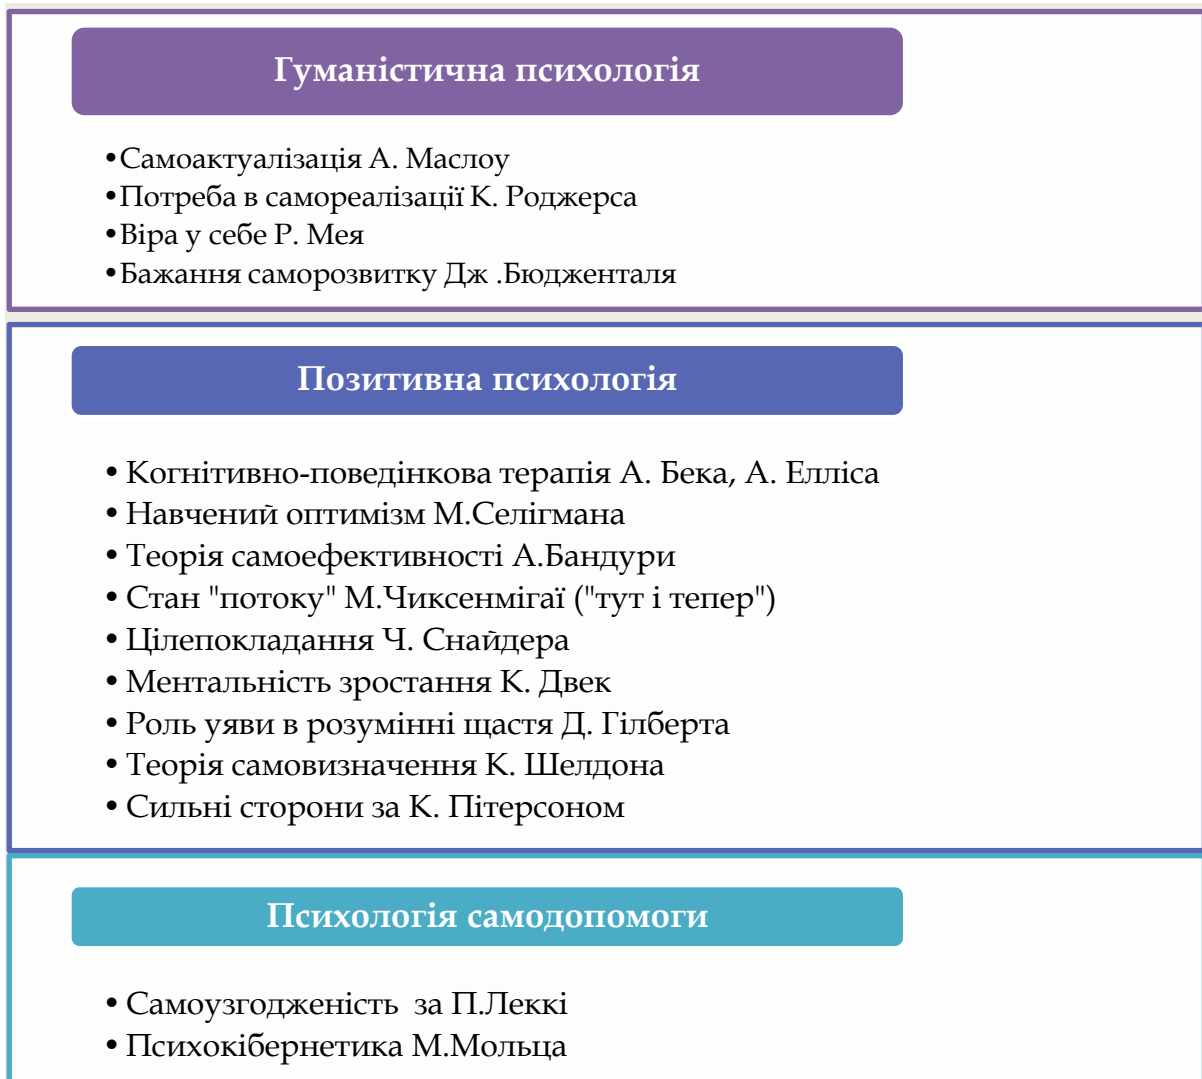 Гуманістична психологія
•Самоактуалізація А. Маслоу
•Потреба в самореалізації К. Роджерса
•Віра у себе Р. Мея
•Бажання саморозвитку Дж .Бюдженталя
Позитивна психологія
• Когнітивно-поведінкова терапія А. Бека, А. Елліса
• Навчений оптимізм М.Селігмана
• Теорія самоефективності А.Бандури
• Стан "потоку" М.Чиксенмігаї ("тут і тепер")
• Цілепокладання Ч. Снайдера
• Ментальність зростання К. Двек
• Роль уяви в розумінні щастя Д. Гілберта
• Теорія самовизначення К. Шелдона
• Сильні сторони за К. Пітерсоном
Психологія самодопомоги
• Самоузгодженість за П.Леккі
• Психокібернетика М.Мольца